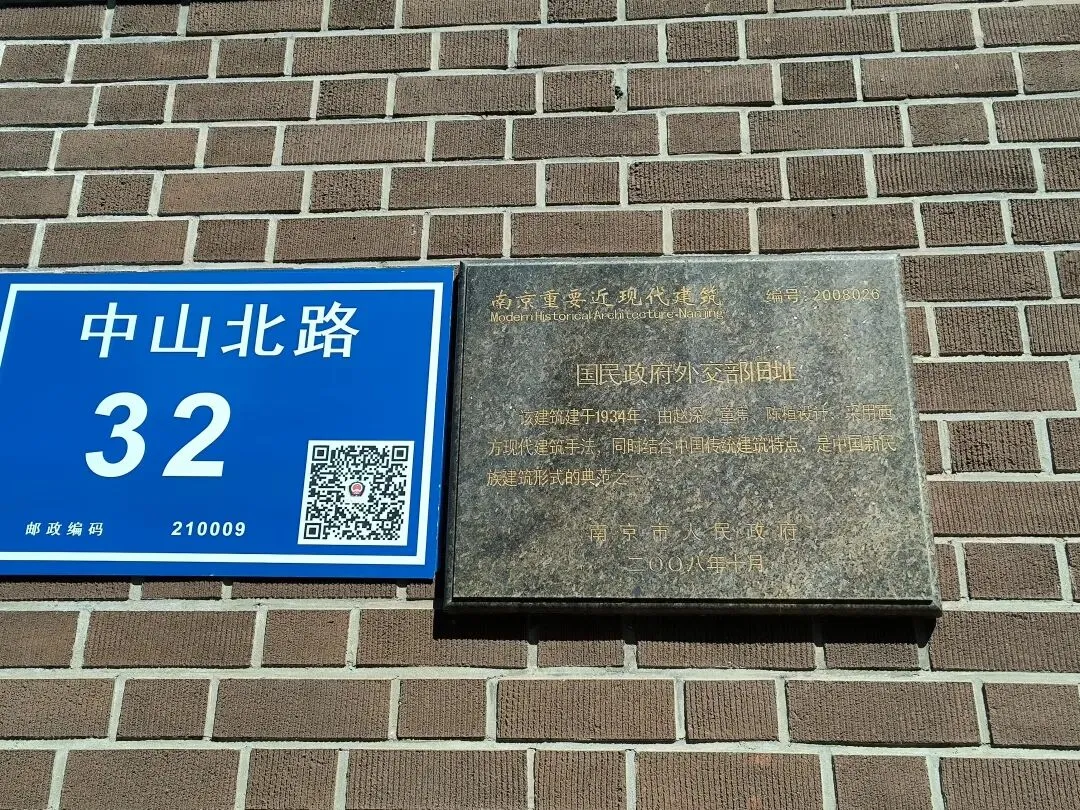 中山北路
32
邮政编码 210009
南京重要近现代建筑 编号:2008026
Modern Historical Architecture·Nanjing
国民政府外交部旧址
该建筑建于1934年，由赵深、童寯、陈植设计，采用西
方现代建筑手法，同时结合中国传统建筑特点，是中国新民
族建筑形式的典范之一
南京市人民政府
二〇〇八年十月